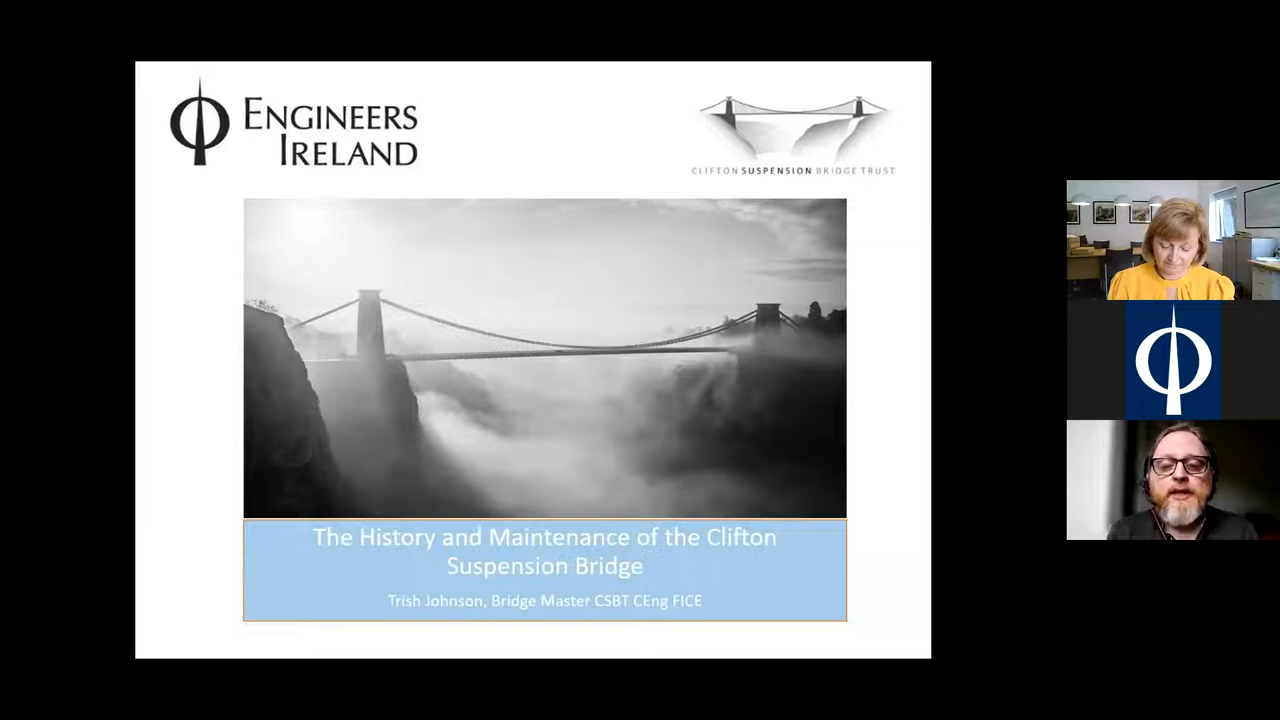 ENGINEERS
IRELAND
CLIFTON SUSPENSION BRIDGE TRUST
The History and Maintenance of the Clifton
Suspension Bridge
Trish Johnson, Bridge Master CSBT CEng FICE